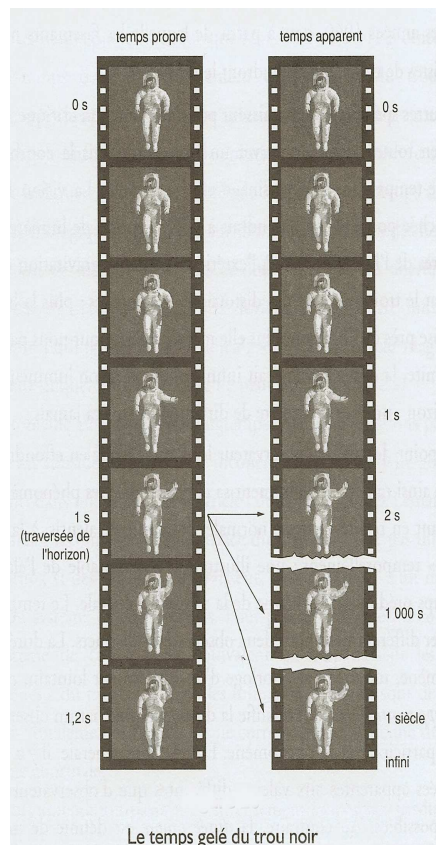 temps propre
temps apparent
0 s
0 s
1 s
1 s
(traversée de
l'horizon)
2 s
1 000 s
1,2 s
1 siècle
infini
Le temps gelé du trou noir